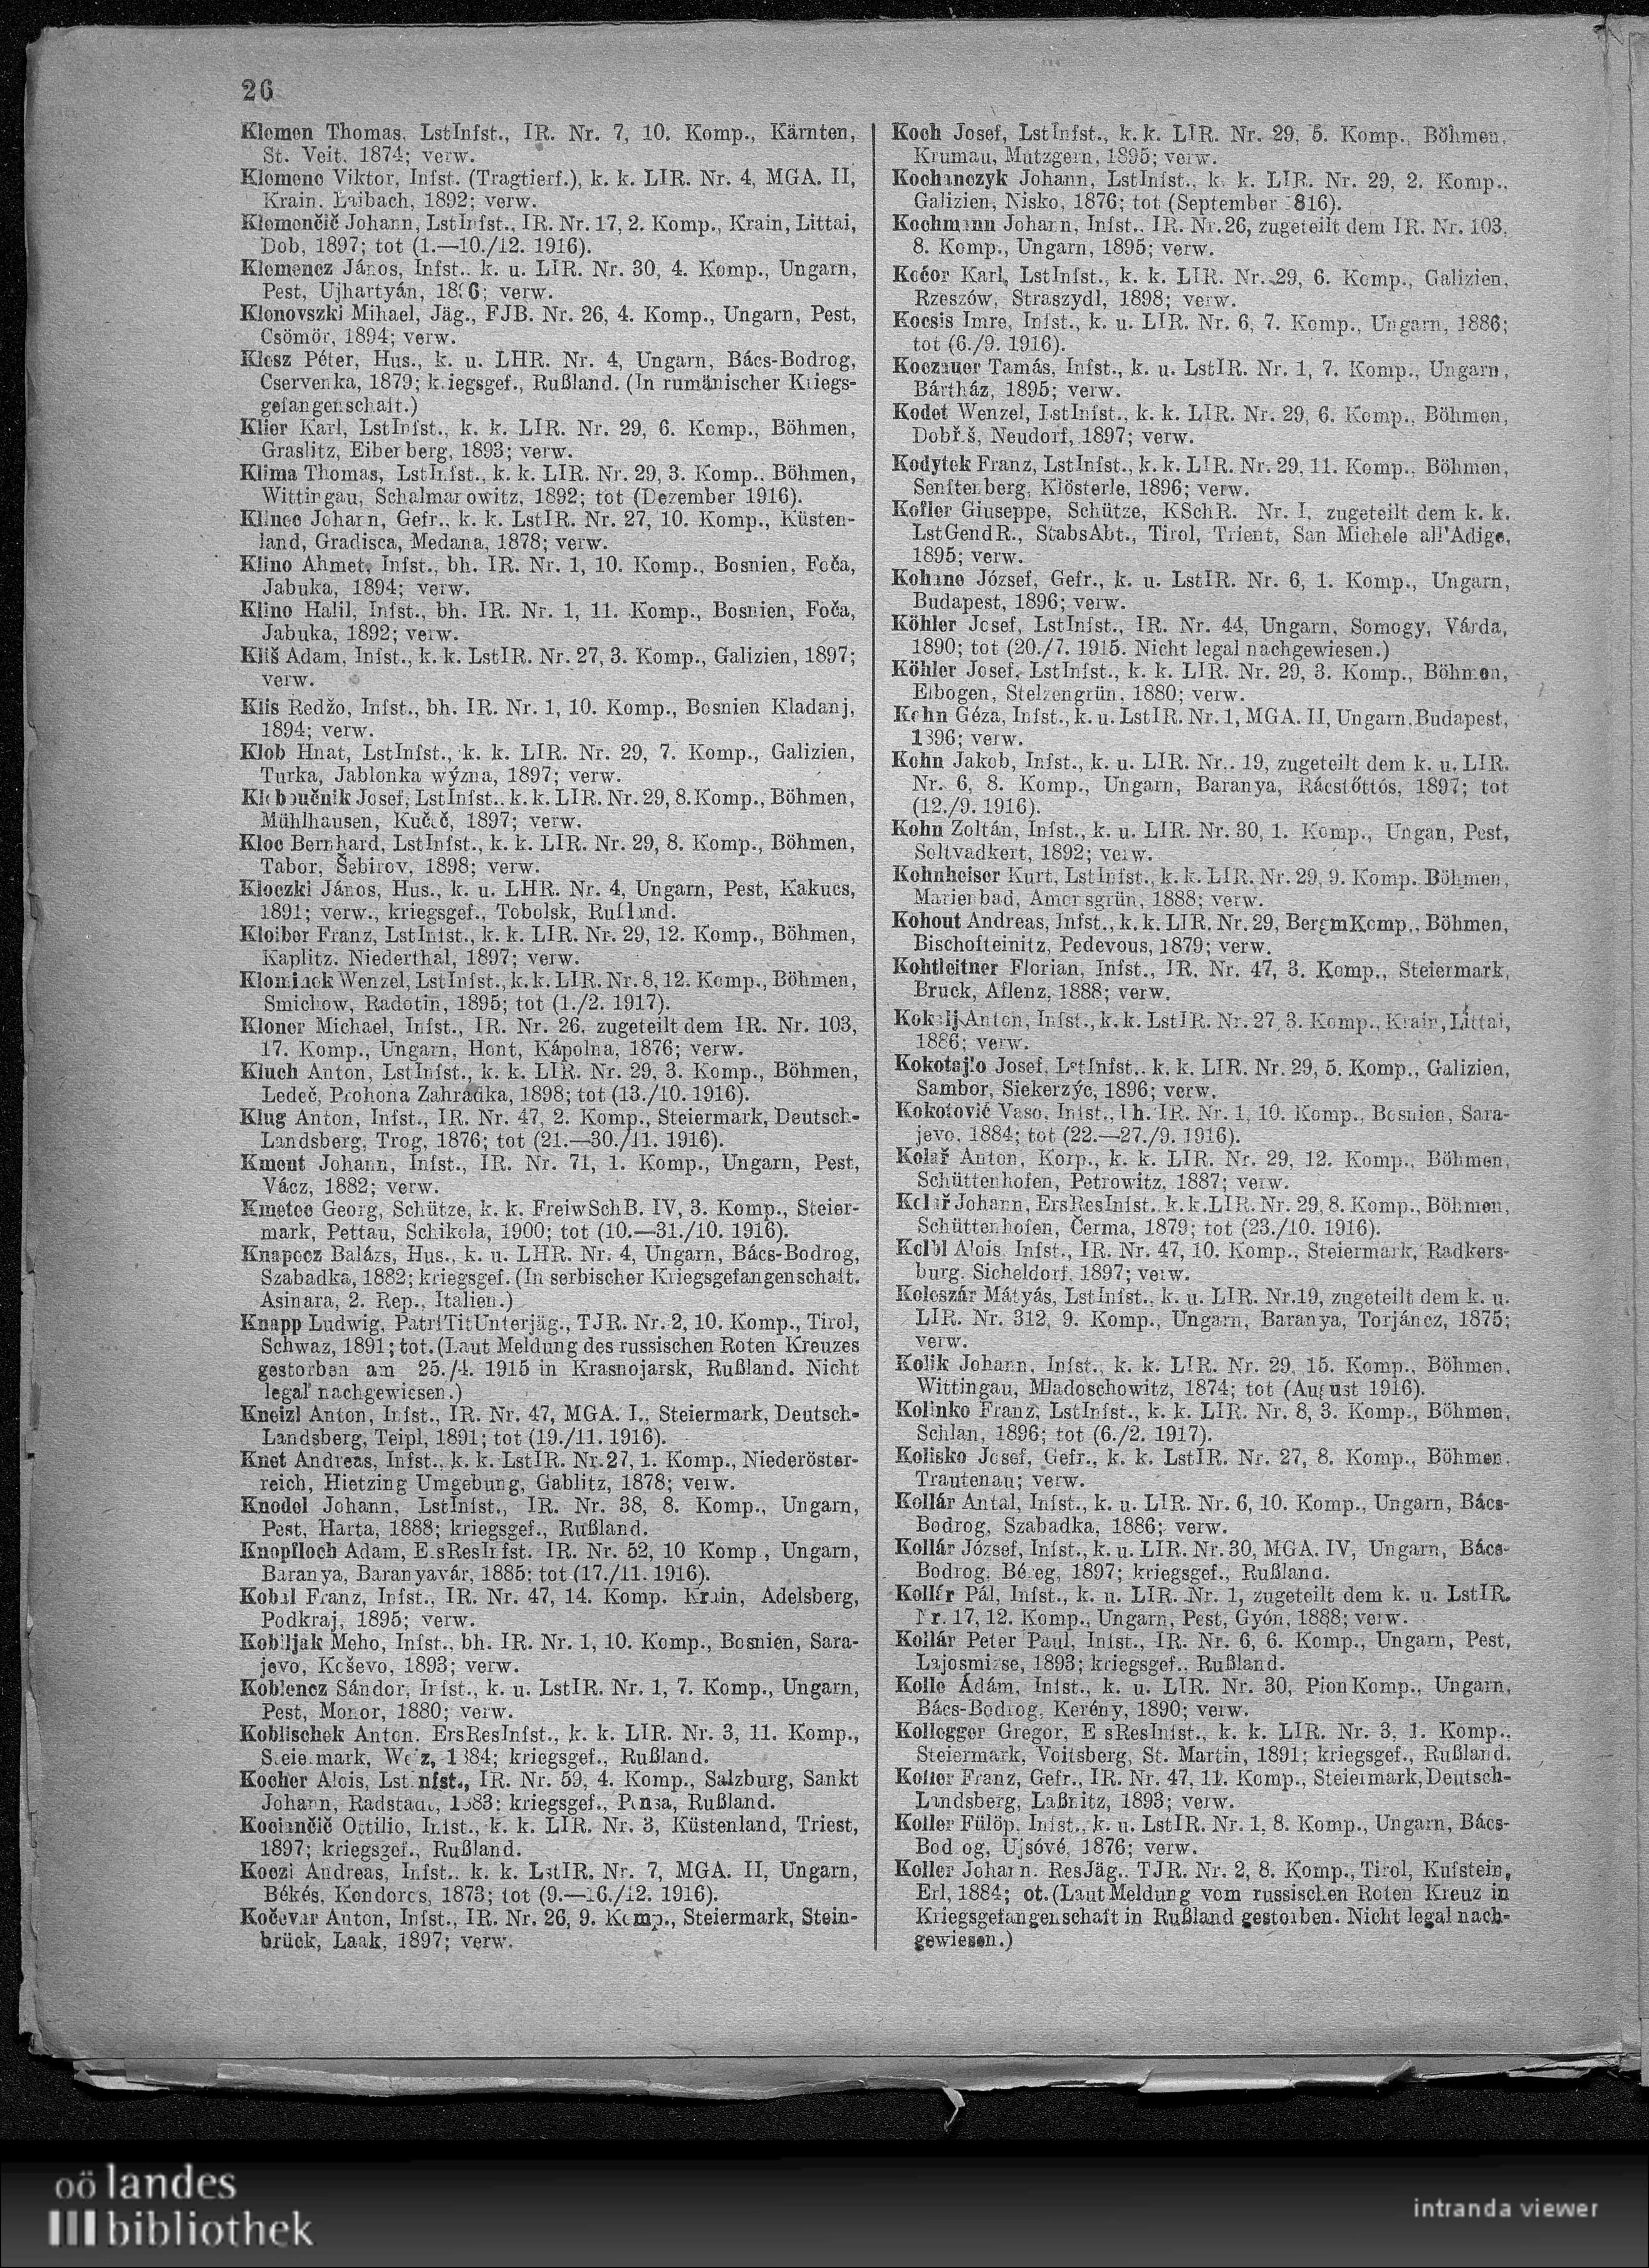 26
Klemen Thomas, LstInfst., IR. Nr. 7, 10. Komp., Kärnten,
St. Veit, 1874; verw.
Klemenc Viktor, Infst. (Tragtierf.), k. k. LIR. Nr. 4, MGA. II,
Krain, Laibach, 1892; verw.
Klemenčič Johann, LstInfst., IR. Nr. 17, 2. Komp., Krain, Littai,
Dob, 1897; tot (1.—10./12. 1916).
Klemencz János, Infst., k. u. LIR. Nr. 30, 4. Komp., Ungarn,
Pest, Ujhartyán, verw.
Klenovszki Mihael, Jäg., FJB. Nr. 26, 4. Komp., Ungarn, Pest,
Csömör, 1894; verw.
Klesz Péter, Hus., k. u. LHR. Nr. 4, Ungarn, Bács-Bodrog,
Cservenka, 1879; kriegsgef., Rußland. (In rumänischer Kriegs-
gefangenschaft.)
Klier Karl, LstInfst., k. k. LIR. Nr. 29, 6. Komp., Böhmen,
Graslitz, Eibenberg, 1893; verw.
Klima Thomas, LstInfst., k. k. LIR. Nr. 29, 3. Komp., Böhmen,
Wittingau, Schalmanowitz, 1892; tot (Dezember 1916).
Klinec Johann, Gefr., k. k. LstIR. Nr. 27, 10. Komp., Küsten-
land, Gradisca, Medana, 1878; verw.
Klino Ahmet, Infst., bh. IR. Nr. 1, 10. Komp., Bosnien, Foča,
Jabuka, 1894; verw.
Klino Halil, Infst., bh. IR. Nr. 1, 11. Komp., Bosnien, Foča,
Jabuka, 1892; verw.
Kliš Adam, Infst., k. k. LstIR. Nr. 27, 3. Komp., Galizien, 1897;
verw.
Klis Redžo, Infst., bh. IR. Nr. 1, 10. Komp., Bosnien Kladanj,
1894; verw.
Klob Hnat, LstInfst., k. k. LIR. Nr. 29, 7. Komp., Galizien,
Turka, Jablonka wyżna, 1897; verw.
Kloboučnik Josef, LstInfst., k. k. LIR. Nr. 29, 8. Komp., Böhmen,
Mühlhausen, 1897; verw.
Kloc Bernhard, LstInfst., k. k. LIR. Nr. 29, 8. Komp., Böhmen,
Tabor, Šebirov, 1898; verw.
Kloczki János, Hus., k. u. LHR. Nr. 4, Ungarn, Pest, Kakucs,
1891; verw., kriegsgef., Tobolsk, Rußland.
Kloiber Franz, LstInfst., k. k. LIR. Nr. 29, 12. Komp., Böhmen,
Kaplitz, Niederthal, 1897; verw.
Klominek Wenzel, LstInfst., k. k. LIR. Nr. 8, 12. Komp., Böhmen,
Smichow, Radotin, 1895; tot (1./2. 1917).
Kloner Michael, Infst., IR. Nr. 26, zugeteilt dem IR. Nr. 103,
17. Komp., Ungarn, Hont, Kápolna, 1876; verw.
Kluch Anton, LstInfst., k. k. LIR. Nr. 29, 3. Komp., Böhmen,
Ledeč, Prohona Zahradka, 1898; tot (13./10. 1916).
Klug Anton, Infst., IR. Nr. 47, 2. Komp., Steiermark, Deutsch-
Landsberg, Trog, 1876; tot (21.—30./11. 1916).
Kment Johann, Infst., IR. Nr. 71, 1. Komp., Ungarn, Pest,
Vácz, 1882; verw.
Kmetec Georg, Schütze, k. k. FreiwSchB. IV, 3. Komp., Steier-
mark, Pettau, Schikola, 1900; tot (10.—31./10. 1916).
Knapecz Balázs, Hus., k. u. LHR. Nr. 4, Ungarn, Bács-Bodrog,
Szabadka, 1882; kriegsgef. (In serbischer Kriegsgefangenschaft.
Asinara, 2. Rep., Italien.)
Knapp Ludwig, PatrlTitUnterjäg., TJR. Nr. 2, 10. Komp., Tirol,
Schwaz, 1891; tot. (Laut Meldung des russischen Roten Kreuzes
gestorben am 25./4. 1915 in Krasnojarsk, Rußland. Nicht
legal nachgewiesen.)
Kneizl Anton, Infst., IR. Nr. 47, MGA. I., Steiermark, Deutsch-
Landsberg, Teipl, 1891; tot (19./11. 1916).
Knet Andreas, Infst., k. k. LstIR. Nr. 27, 1. Komp., Niederöster-
reich, Hietzing Umgebung, Gablitz, 1878; verw.
Knodel Johann, LstInfst., IR. Nr. 38, 8. Komp., Ungarn,
Pest, Harta, 1888; kriegsgef., Rußland.
Knopfloch Adam, ErsResInfst. IR. Nr. 52, 10 Komp., Ungarn,
Baranya, Baranyavár, 1885; tot (17./11. 1916).
Kobal Franz, Infst., IR. Nr. 47, 14. Komp. Krain, Adelsberg,
Podkraj, 1895; verw.
Kobiljak Meho, Infst., bh. IR. Nr. 1, 10. Komp., Bosnien, Sara-
jevo, Koševo, 1893; verw.
Koblencz Sándor, Infst., k. u. LstIR. Nr. 1, 7. Komp., Ungarn,
Pest, Monor, 1880; verw.
Koblischek Anton, ErsResInfst., k. k. LIR. Nr. 3, 11. Komp.,
Steiermark, Weiz, 1884; kriegsgef., Rußland.
Kocher Alois, LstInfst., IR. Nr. 59, 4. Komp., Salzburg, Sankt
Johann, Radstadt, 1883; kriegsgef., Pensa, Rußland.
Kociančič Ottilio, Infst., k. k. LIR. Nr. 3, Küstenland, Triest,
1897; kriegsgef., Rußland.
Koczi Andreas, Infst., k. k. LstIR. Nr. 7, MGA. II, Ungarn,
Békés, Kondoros, 1873; tot (9.—16./12. 1916).
Kočevar Anton, Infst., IR. Nr. 26, 9. Komp., Steiermark, Stein-
brück, Laak, 1897; verw.
Koch Josef, LstInfst., k. k. LIR. Nr. 29, 5. Komp., Böhmen,
Krumau, Mutzgern, 1895; verw.
Kochanczyk Johann, LstInfst., k. k. LIR. Nr. 29, 2. Komp.,
Galizien, Nisko, 1876; tot (September 1816).
Kochmann Johann, Infst., IR. Nr. 26, zugeteilt dem IR. Nr. 103,
8. Komp., Ungarn, 1895; verw.
Kocór Karl, LstInfst., k. k. LIR. Nr. 29, 6. Komp., Galizien,
Rzeszów, Straszydl, 1898; verw.
Kocsis Imre, Infst., k. u. LIR. Nr. 6, 7. Komp., Ungarn, 1886;
tot (6./9. 1916).
Koczauer Tamás, Infst., k. u. LstIR. Nr. 1, 7. Komp., Ungarn,
Bártház, 1895; verw.
Kodet Wenzel, LstInfst., k. k. LIR. Nr. 29, 6. Komp., Böhmen,
Dobříš, Neudorf, 1897; verw.
Kodytek Franz, LstInfst., k. k. LIR. Nr. 29, 11. Komp., Böhmen,
Senftenberg, Klösterle, 1896; verw.
Kofler Giuseppe, Schütze, KSchR. Nr. I, zugeteilt dem k. k.
LstGendR., StabsAbt., Tirol, Trient, San Michele all'Adige,
1895; verw.
Kohane József, Gefr., k. u. LstIR. Nr. 6, 1. Komp., Ungarn,
Budapest, 1896; verw.
Köhler Josef, LstInfst., IR. Nr. 44, Ungarn, Somogy, Várda,
1890; tot (20./7. 1915. Nicht legal nachgewiesen.)
Köhler Josef, LstInfst., k. k. LIR. Nr. 29, 3. Komp., Böhmen,
Elbogen, Stelzengrün, 1880; verw.
Kohn Géza, Infst., k. u. LstIR. Nr. 1, MGA. II, Ungarn, Budapest,
1896; verw.
Kohn Jakob, Infst., k. u. LIR. Nr. 19, zugeteilt dem k. u. LIR.
Nr. 6, 8. Komp., Ungarn, Baranya, Rácstőttős, 1897; tot
(12./9. 1916).
Kohn Zoltán, Infst., k. u. LIR. Nr. 30, 1. Komp., Ungan, Pest,
Soltvadkert, 1892; verw.
Kohnheiser Kurt, LstInfst., k. k. LIR. Nr. 29, 9. Komp. Böhmen,
Marienbad, Amonsgrün, 1888; verw.
Kohout Andreas, Infst., k. k. LIR. Nr. 29, BergmKomp., Böhmen,
Bischofteinitz, Pedevous, 1879; verw.
Kohtleitner Florian, Infst., IR. Nr. 47, 3. Komp., Steiermark,
Bruck, Aflenz, 1888; verw.
Kokalj Anton, Infst., k. k. LstIR. Nr. 27, 3. Komp., Krain, Littai,
1886; verw.
Kokotajlo Josef, LstInfst., k. k. LIR. Nr. 29, 5. Komp., Galizien,
Sambor, Siekerzýc, 1896; verw.
Kokotović Vaso, Infst., bh. IR. Nr. 1, 10. Komp., Bosnien, Sara-
jevo, 1884; tot (22.—27./9. 1916).
Kolař Anton, Korp., k. k. LIR. Nr. 29, 12. Komp., Böhmen,
Schüttenhofen, Petrowitz, 1887; verw.
Kolař Johann, ErsResInfst., k. k. LIR. Nr. 29, 8. Komp., Böhmen,
Schüttenhofen, Čerma, 1879; tot (23./10. 1916).
Kolbl Alois, Infst., IR. Nr. 47, 10. Komp., Steiermark, Radkers-
burg, Sicheldorf, 1897; verw.
Koleszár Mátyás, LstInfst., k. u. LIR. Nr. 19, zugeteilt dem k. u.
LIR. Nr. 312, 9. Komp., Ungarn, Baranya, Torjáncz, 1875;
verw.
Kolik Johann, Infst., k. k. LIR. Nr. 29, 15. Komp., Böhmen,
Wittingau, Mladoschowitz, 1874; tot (August 1916).
Kolinko Franz, LstInfst., k. k. LIR. Nr. 8, 3. Komp., Böhmen,
Schlan, 1896; tot (6./2. 1917).
Kolisko Josef, Gefr., k. k. LstIR. Nr. 27, 8. Komp., Böhmen,
Trautenau; verw.
Kollár Antal, Infst., k. u. LIR. Nr. 6, 10. Komp., Ungarn, Bács-
Bodrog, Szabadka, 1886; verw.
Kollár József, Infst., k. u. LIR. Nr. 30, MGA. IV, Ungarn, Bács-
Bodrog, Béreg, 1897; kriegsgef., Rußland.
Kollár Pál, Infst., k. u. LIR. Nr. 1, zugeteilt dem k. u. LstIR.
Nr. 17, 12. Komp., Ungarn, Pest, Gyón, 1888; verw.
Kollár Peter Paul, Infst., IR. Nr. 6, 6. Komp., Ungarn, Pest,
Lajosmizse, 1893; kriegsgef., Rußland.
Kolle Ádám, Infst., k. u. LIR. Nr. 30, PionKomp., Ungarn,
Bács-Bodrog, Kerény, 1890; verw.
Kollegger Gregor, ErsResInfst., k. k. LIR. Nr. 3, 1. Komp.,
Steiermark, Voitsberg, St. Martin, 1891; kriegsgef., Rußland.
Koller Franz, Gefr., IR. Nr. 47, 11. Komp., Steiermark, Deutsch-
Landsberg, Laßnitz, 1893; verw.
Koller Fülöp, Infst., k. u. LstIR. Nr. 1, 8. Komp., Ungarn, Bács-
Bodrog, Ujsóvé, 1876; verw.
Koller Johann, ResJäg., TJR. Nr. 2, 8. Komp., Tirol, Kufstein,
Erl, 1884; tot. (Laut Meldung vom russischen Roten Kreuz in
Kriegsgefangenschaft in Rußland gestorben. Nicht legal nach-
gewiesen.)
oö landes
bibliothek
intranda viewer